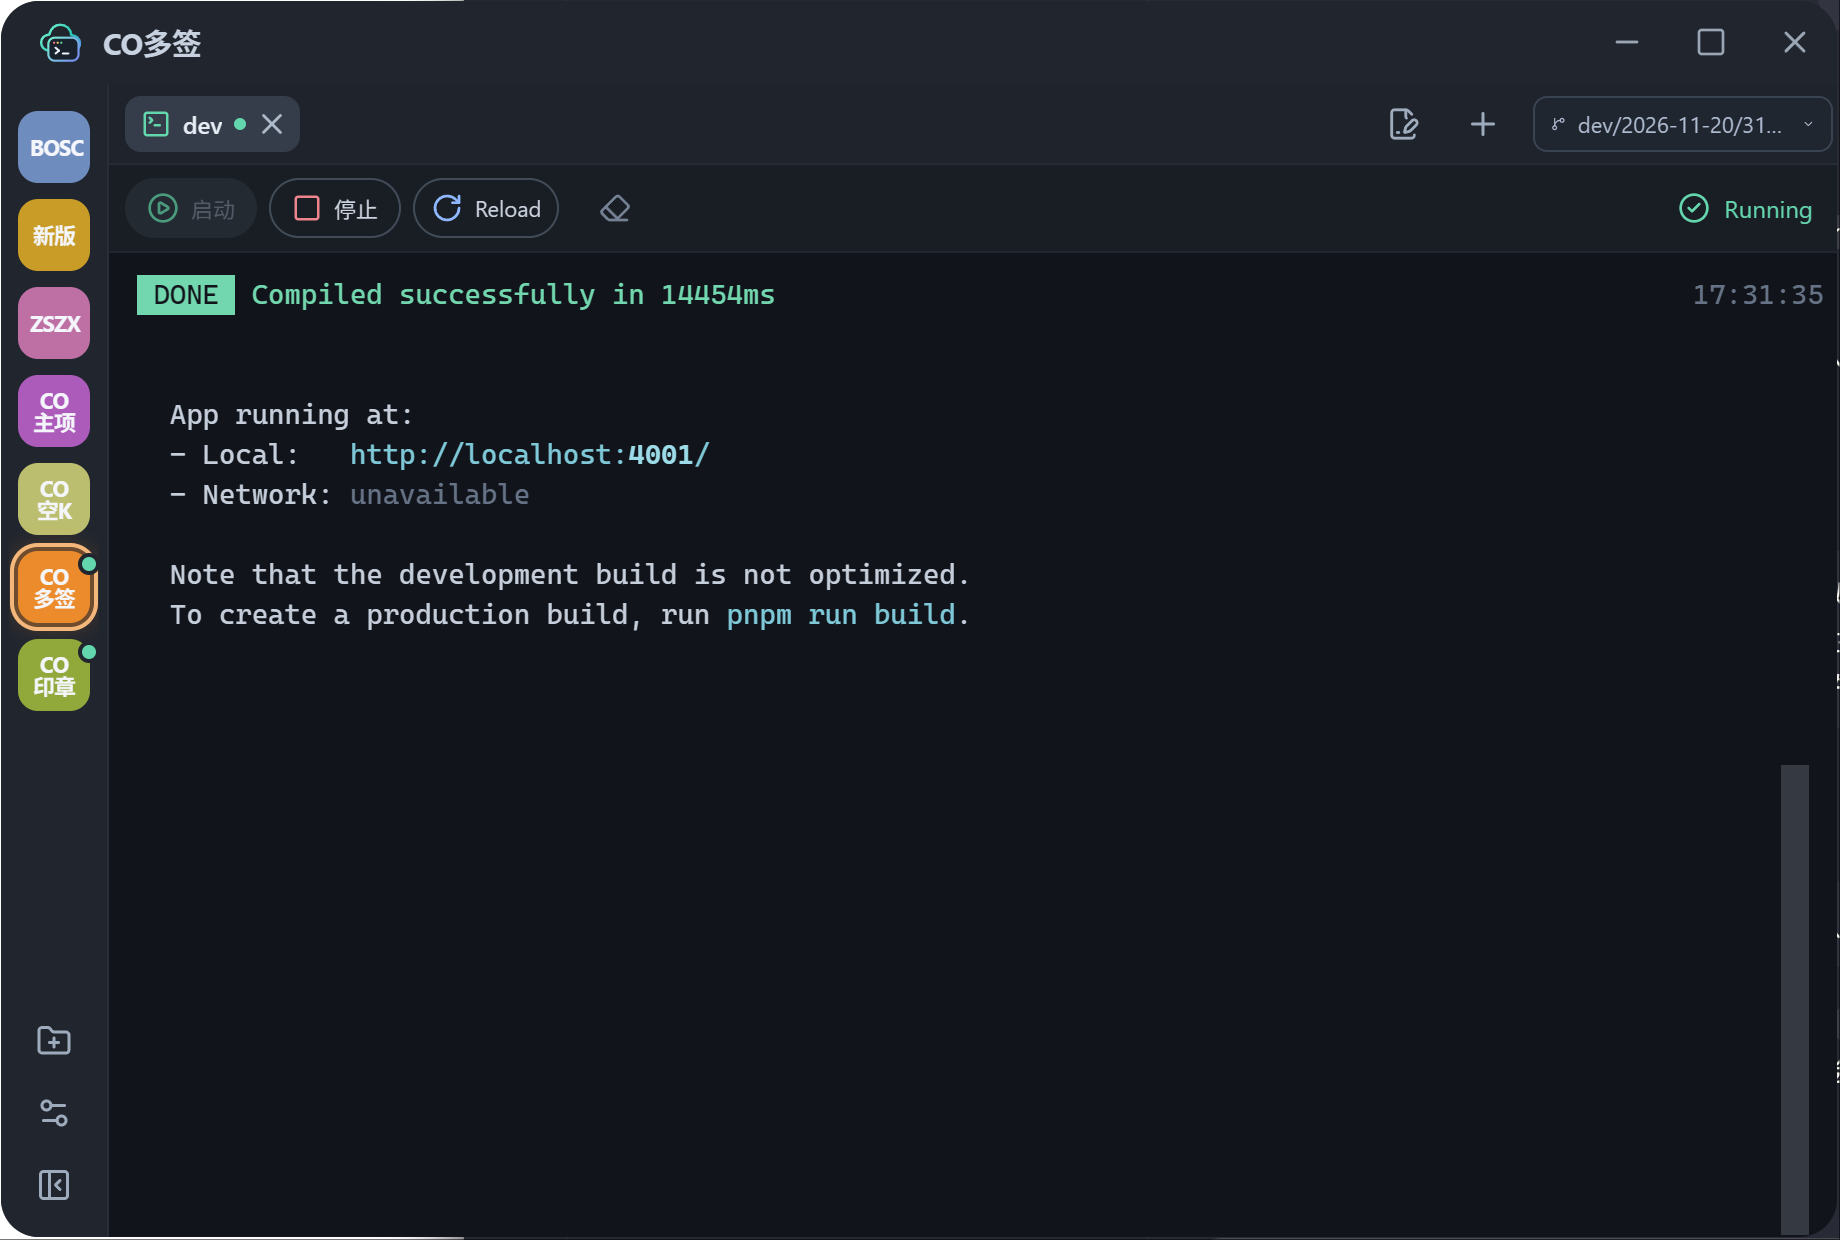 CO多签
BOSC
新版
ZSZX
CO
主项
CO
空K
CO
多签
CO
印章
dev
dev/2026-11-20/31...
启动
停止
Reload
Running
DONE Compiled successfully in 14454ms 17:31:35
App running at:
- Local: http://localhost:4001/
- Network: unavailable
Note that the development build is not optimized.
To create a production build, run pnpm run build.